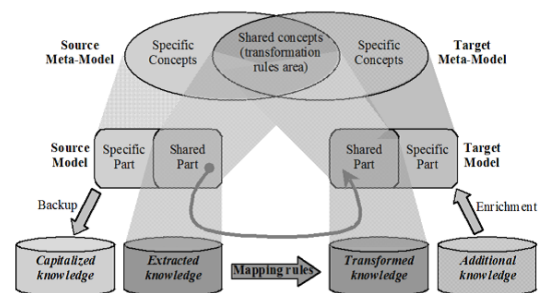 Source
Meta-Model
Specific
Concepts
Shared concepts
(transformation
rules area)
Specific
Concepts
Target
Meta-Model
Source
Model
Specific
Part
Shared
Part
Shared
Part
Specific
Part
Target
Model
Backup
Enrichment
Capitalized
knowledge
Extracted
knowledge
Mapping rules
Transformed
knowledge
Additional
knowledge